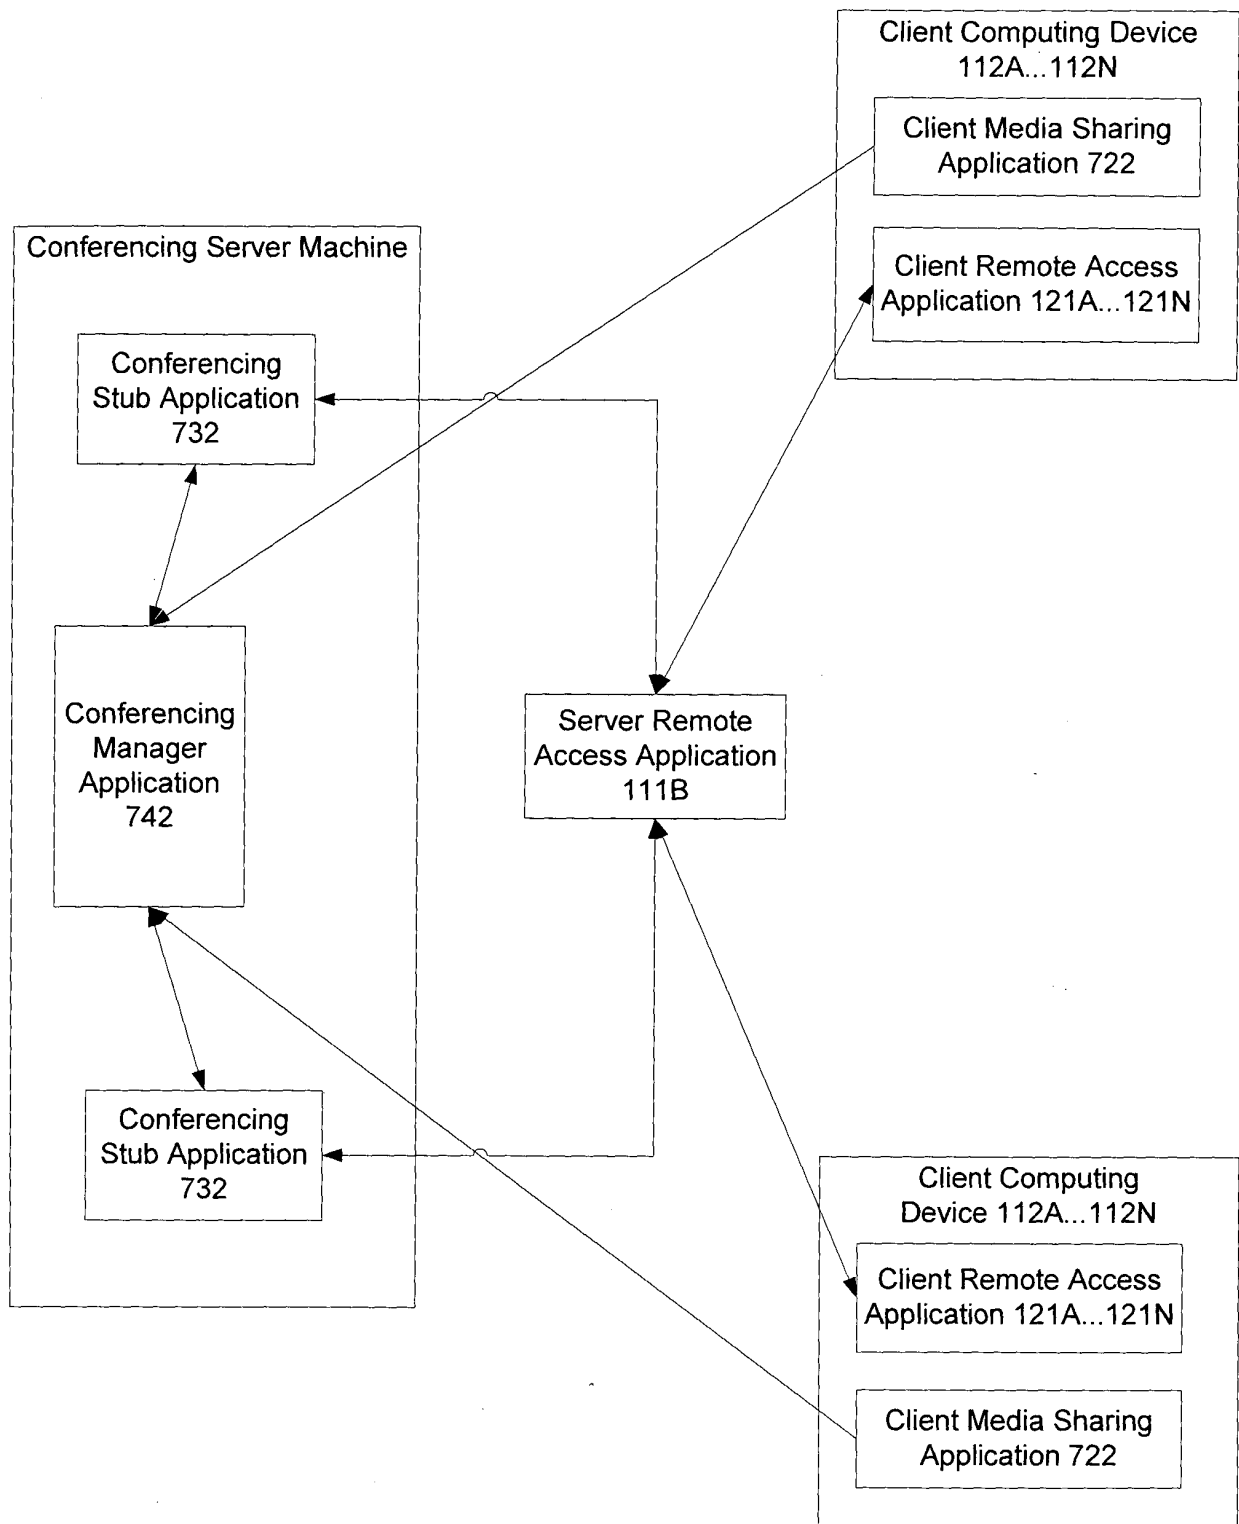 Client Computing Device
112A...112N
Client Media Sharing
Application 722
Client Remote Access
Application 121A...121N
Conferencing Server Machine
Conferencing
Stub Application
732
Conferencing
Manager
Application
742
Server Remote
Access Application
111B
Conferencing
Stub Application
732
Client Computing
Device 112A...112N
Client Remote Access
Application 121A...121N
Client Media Sharing
Application 722